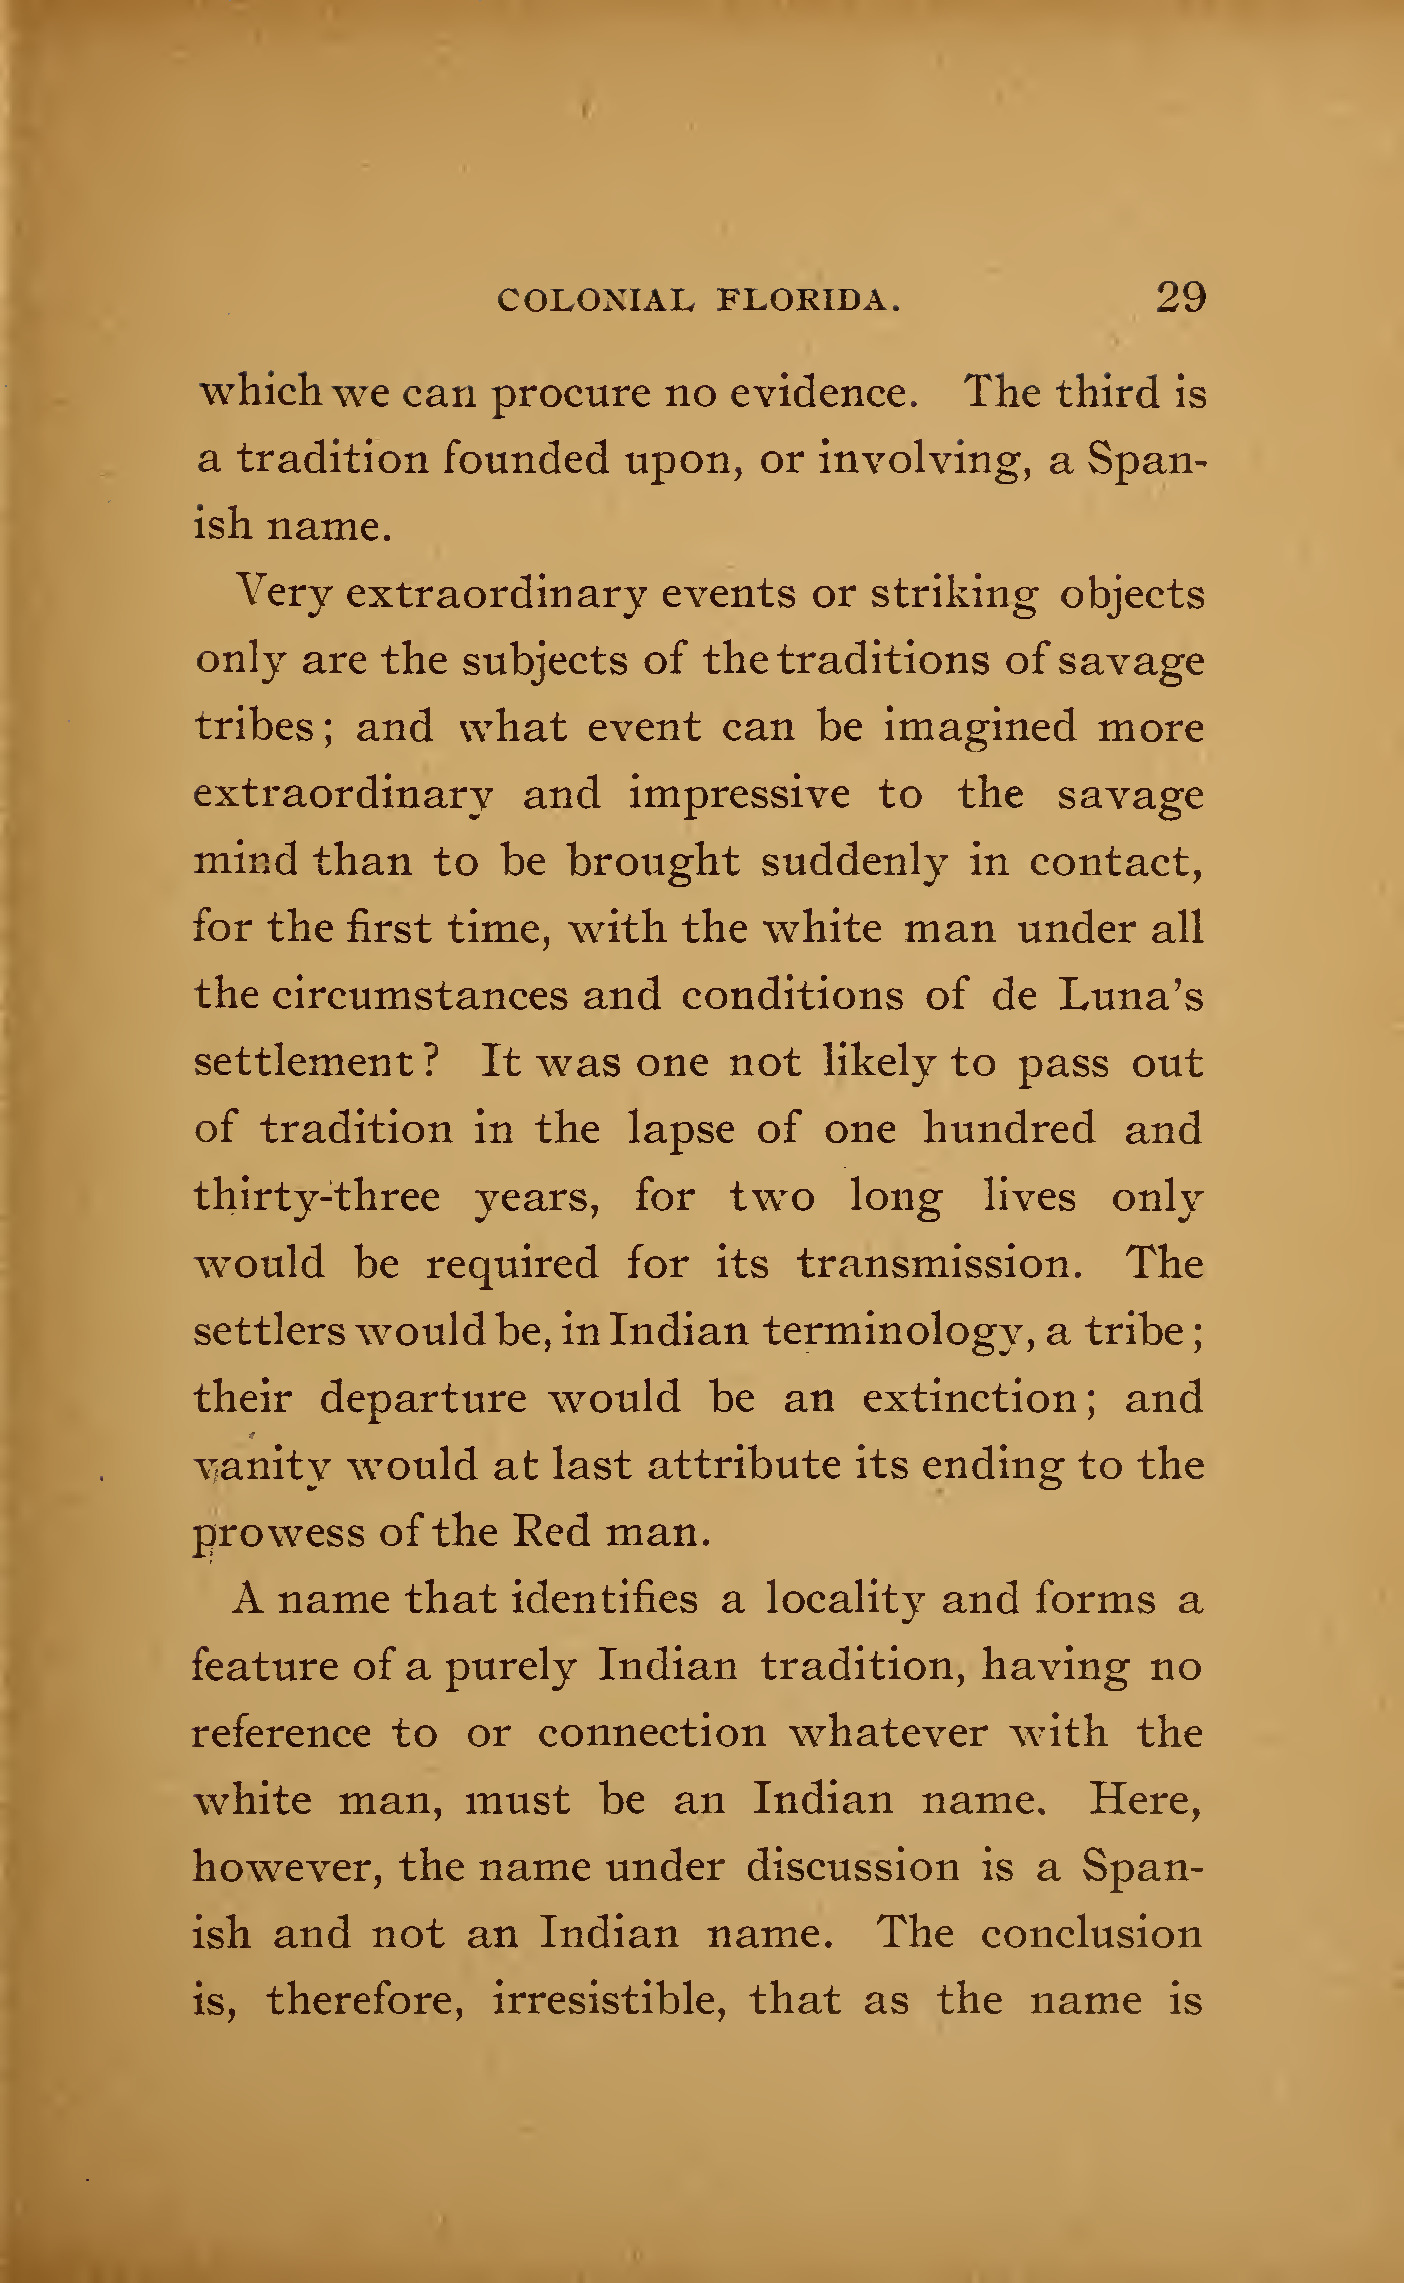 COLONIAL FLORIDA. 29
which we can procure no evidence. The third is
a tradition founded upon, or involving, a Span-
ish name.
Very extraordinary events or striking objects
only are the subjects of the traditions of savage
tribes; and what event can be imagined more
extraordinary and impressive to the savage
mind than to be brought suddenly in contact,
for the first time, with the white man under all
the circumstances and conditions of de Luna's
settlement? It was one not likely to pass out
of tradition in the lapse of one hundred and
thirty-three years, for two long lives only
would be required for its transmission. The
settlers would be, in Indian terminology, a tribe;
their departure would be an extinction; and
vanity would at last attribute its ending to the
prowess of the Red man.
A name that identifies a locality and forms a
feature of a purely Indian tradition, having no
reference to or connection whatever with the
white man, must be an Indian name. Here,
however, the name under discussion is a Span-
ish and not an Indian name. The conclusion
is, therefore, irresistible, that as the name is